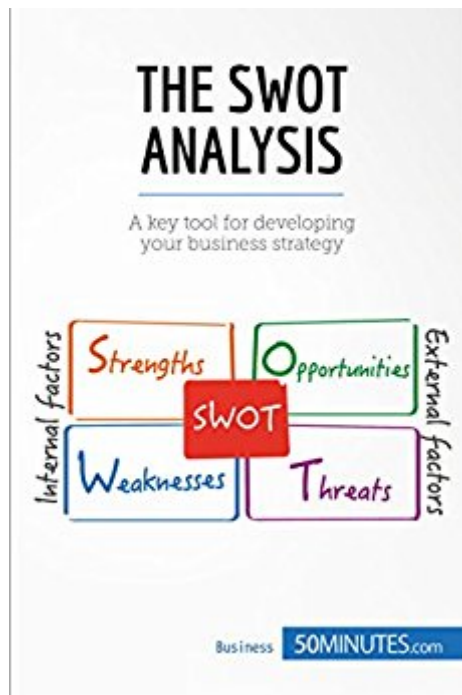 THE SWOT
ANALYSIS
A key tool for developing
your business strategy
Internal factors
Strengths
Opportunities
External factors
SWOT
Weaknesses
Threats
Business 50MINUTES.com